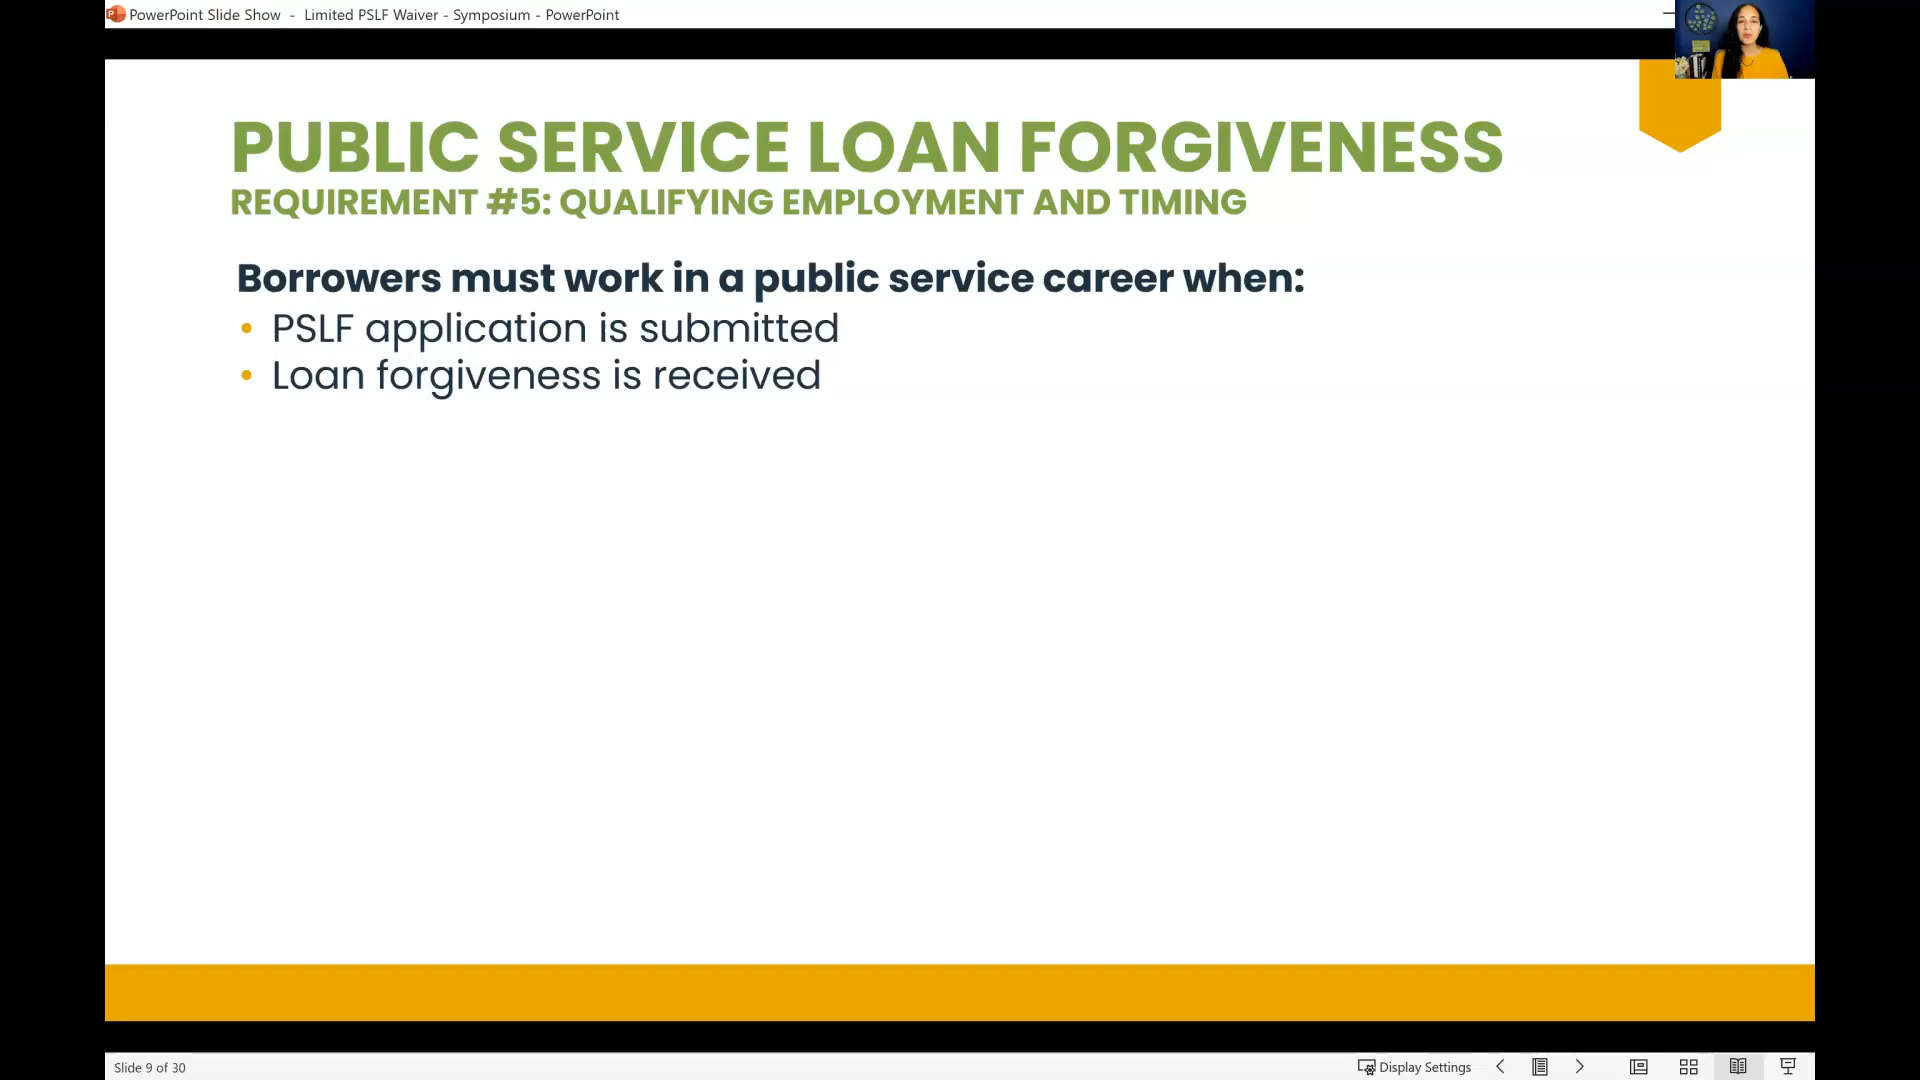 PowerPoint Slide Show - Limited PSLF Waiver - Symposium - PowerPoint
PUBLIC SERVICE LOAN FORGIVENESS
REQUIREMENT #5: QUALIFYING EMPLOYMENT AND TIMING
Borrowers must work in a public service career when:
• PSLF application is submitted
• Loan forgiveness is received
Slide 9 of 30
Display Settings